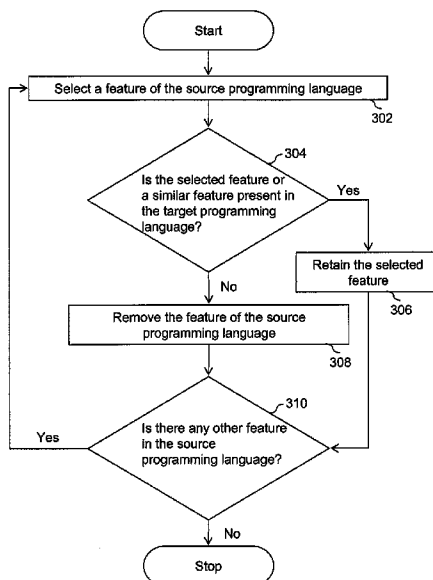 Start
Select a feature of the source programming language
302
304
Is the selected feature or
a similar feature present in
the target programming
language?
Yes
Retain the selected
feature
306
No
Remove the feature of the source
programming language
308
310
Is there any other feature
in the source
programming language?
Yes
No
Stop